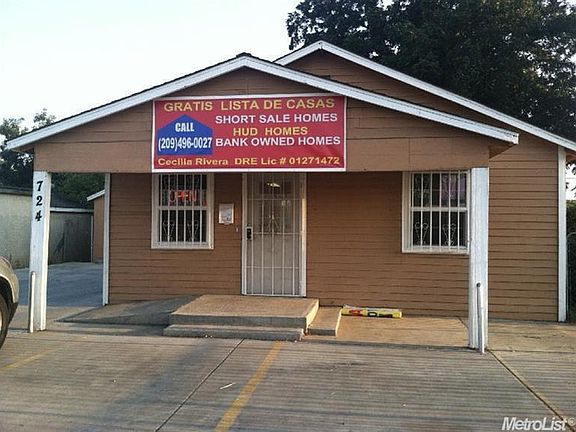 GRATIS LISTA DE CASAS
CALL
(209)496-0027
SHORT SALE HOMES
HUD HOMES
BANK OWNED HOMES
Cecilia Rivera DRE Lic # 01271472
OPEN
724
MetroList®